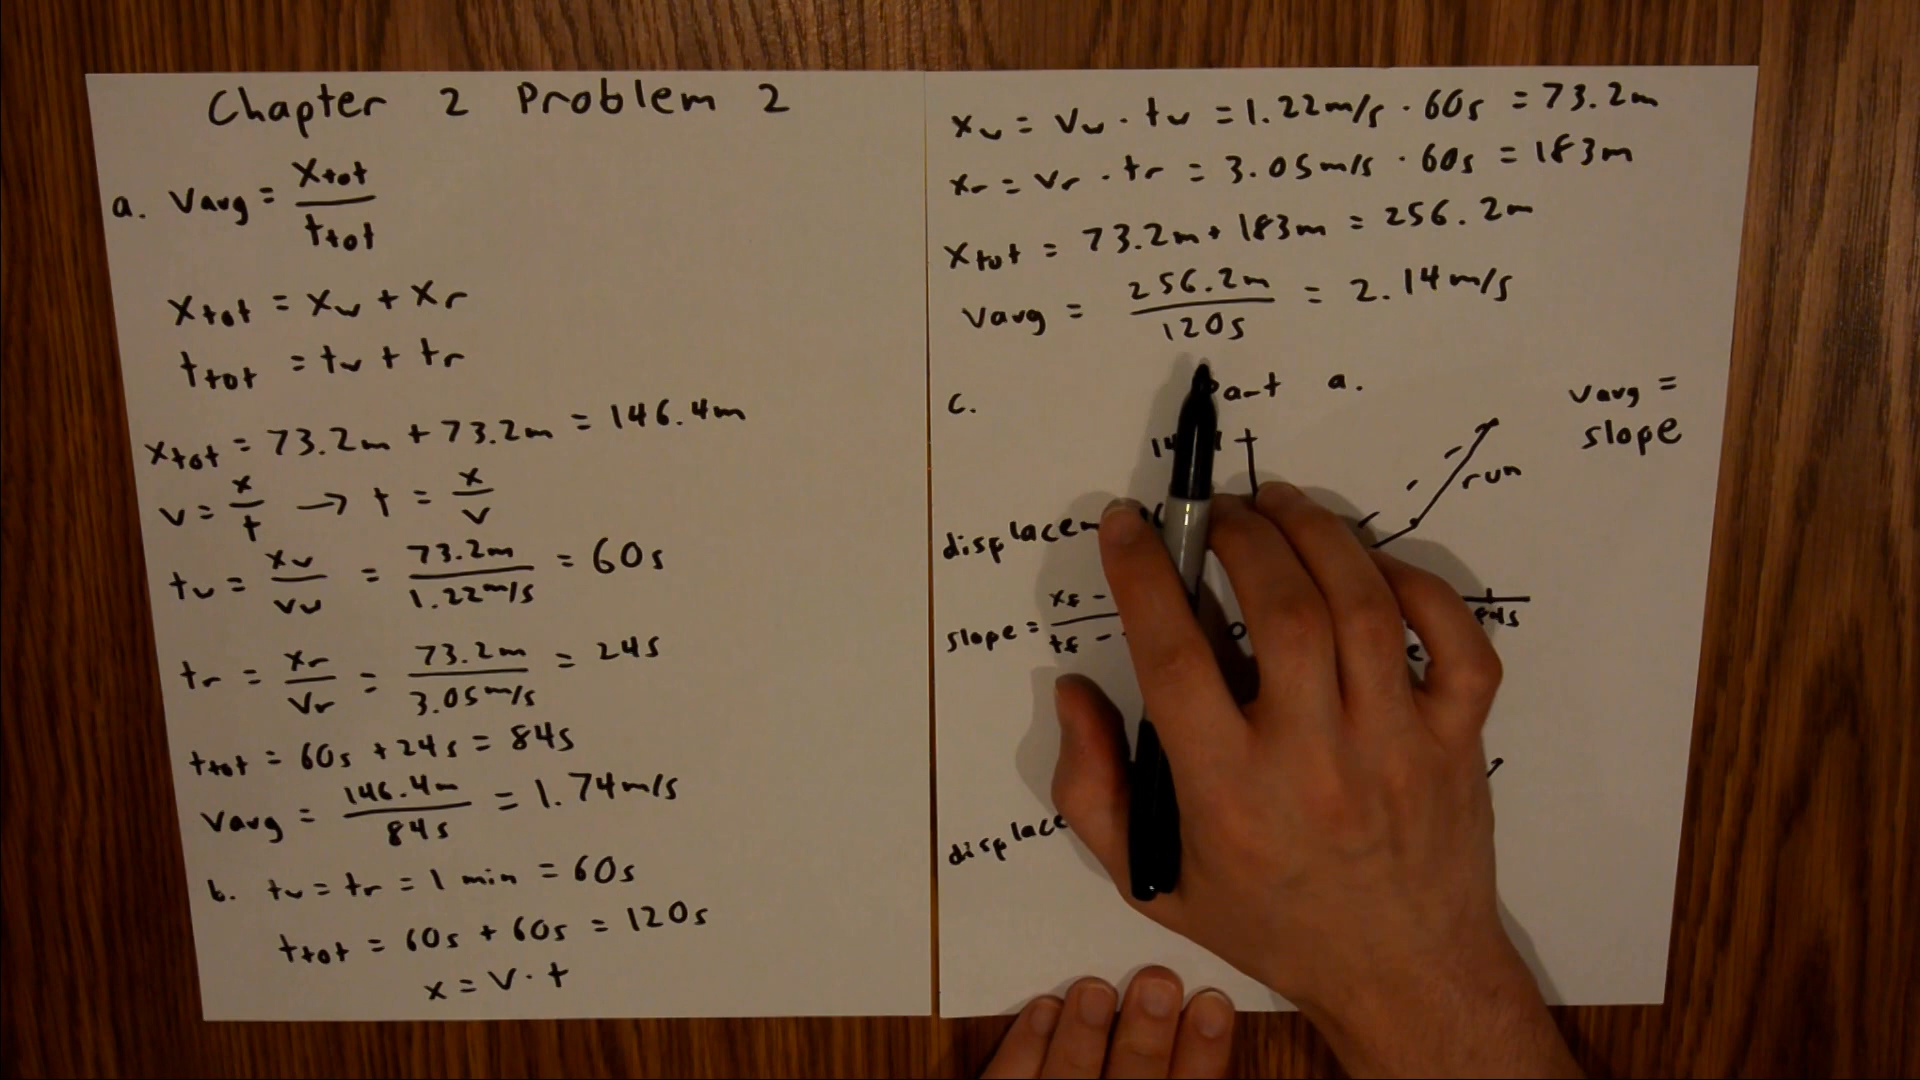 Chapter 2 Problem 2
a. Vavg = xtot / ttot
xtot = xw + xr
ttot = tw + tr
xtot = 73.2m + 73.2m = 146.4m
v = x/t → t = x/v
tw = xw/vw = 73.2m / 1.22m/s = 60s
tr = xr/vr = 73.2m / 3.05m/s = 24s
ttot = 60s + 24s = 84s
Vavg = 146.4m / 84s = 1.74m/s
b. tw = tr = 1 min = 60s
ttot = 60s + 60s = 120s
x = v · t
xw = vw · tw = 1.22m/s · 60s = 73.2m
xr = vr · tr = 3.05m/s · 60s = 183m
xtot = 73.2m + 183m = 256.2m
Vavg = 256.2m / 120s = 2.14m/s
c. Part a.
Vavg =
slope
run
slope =
84s